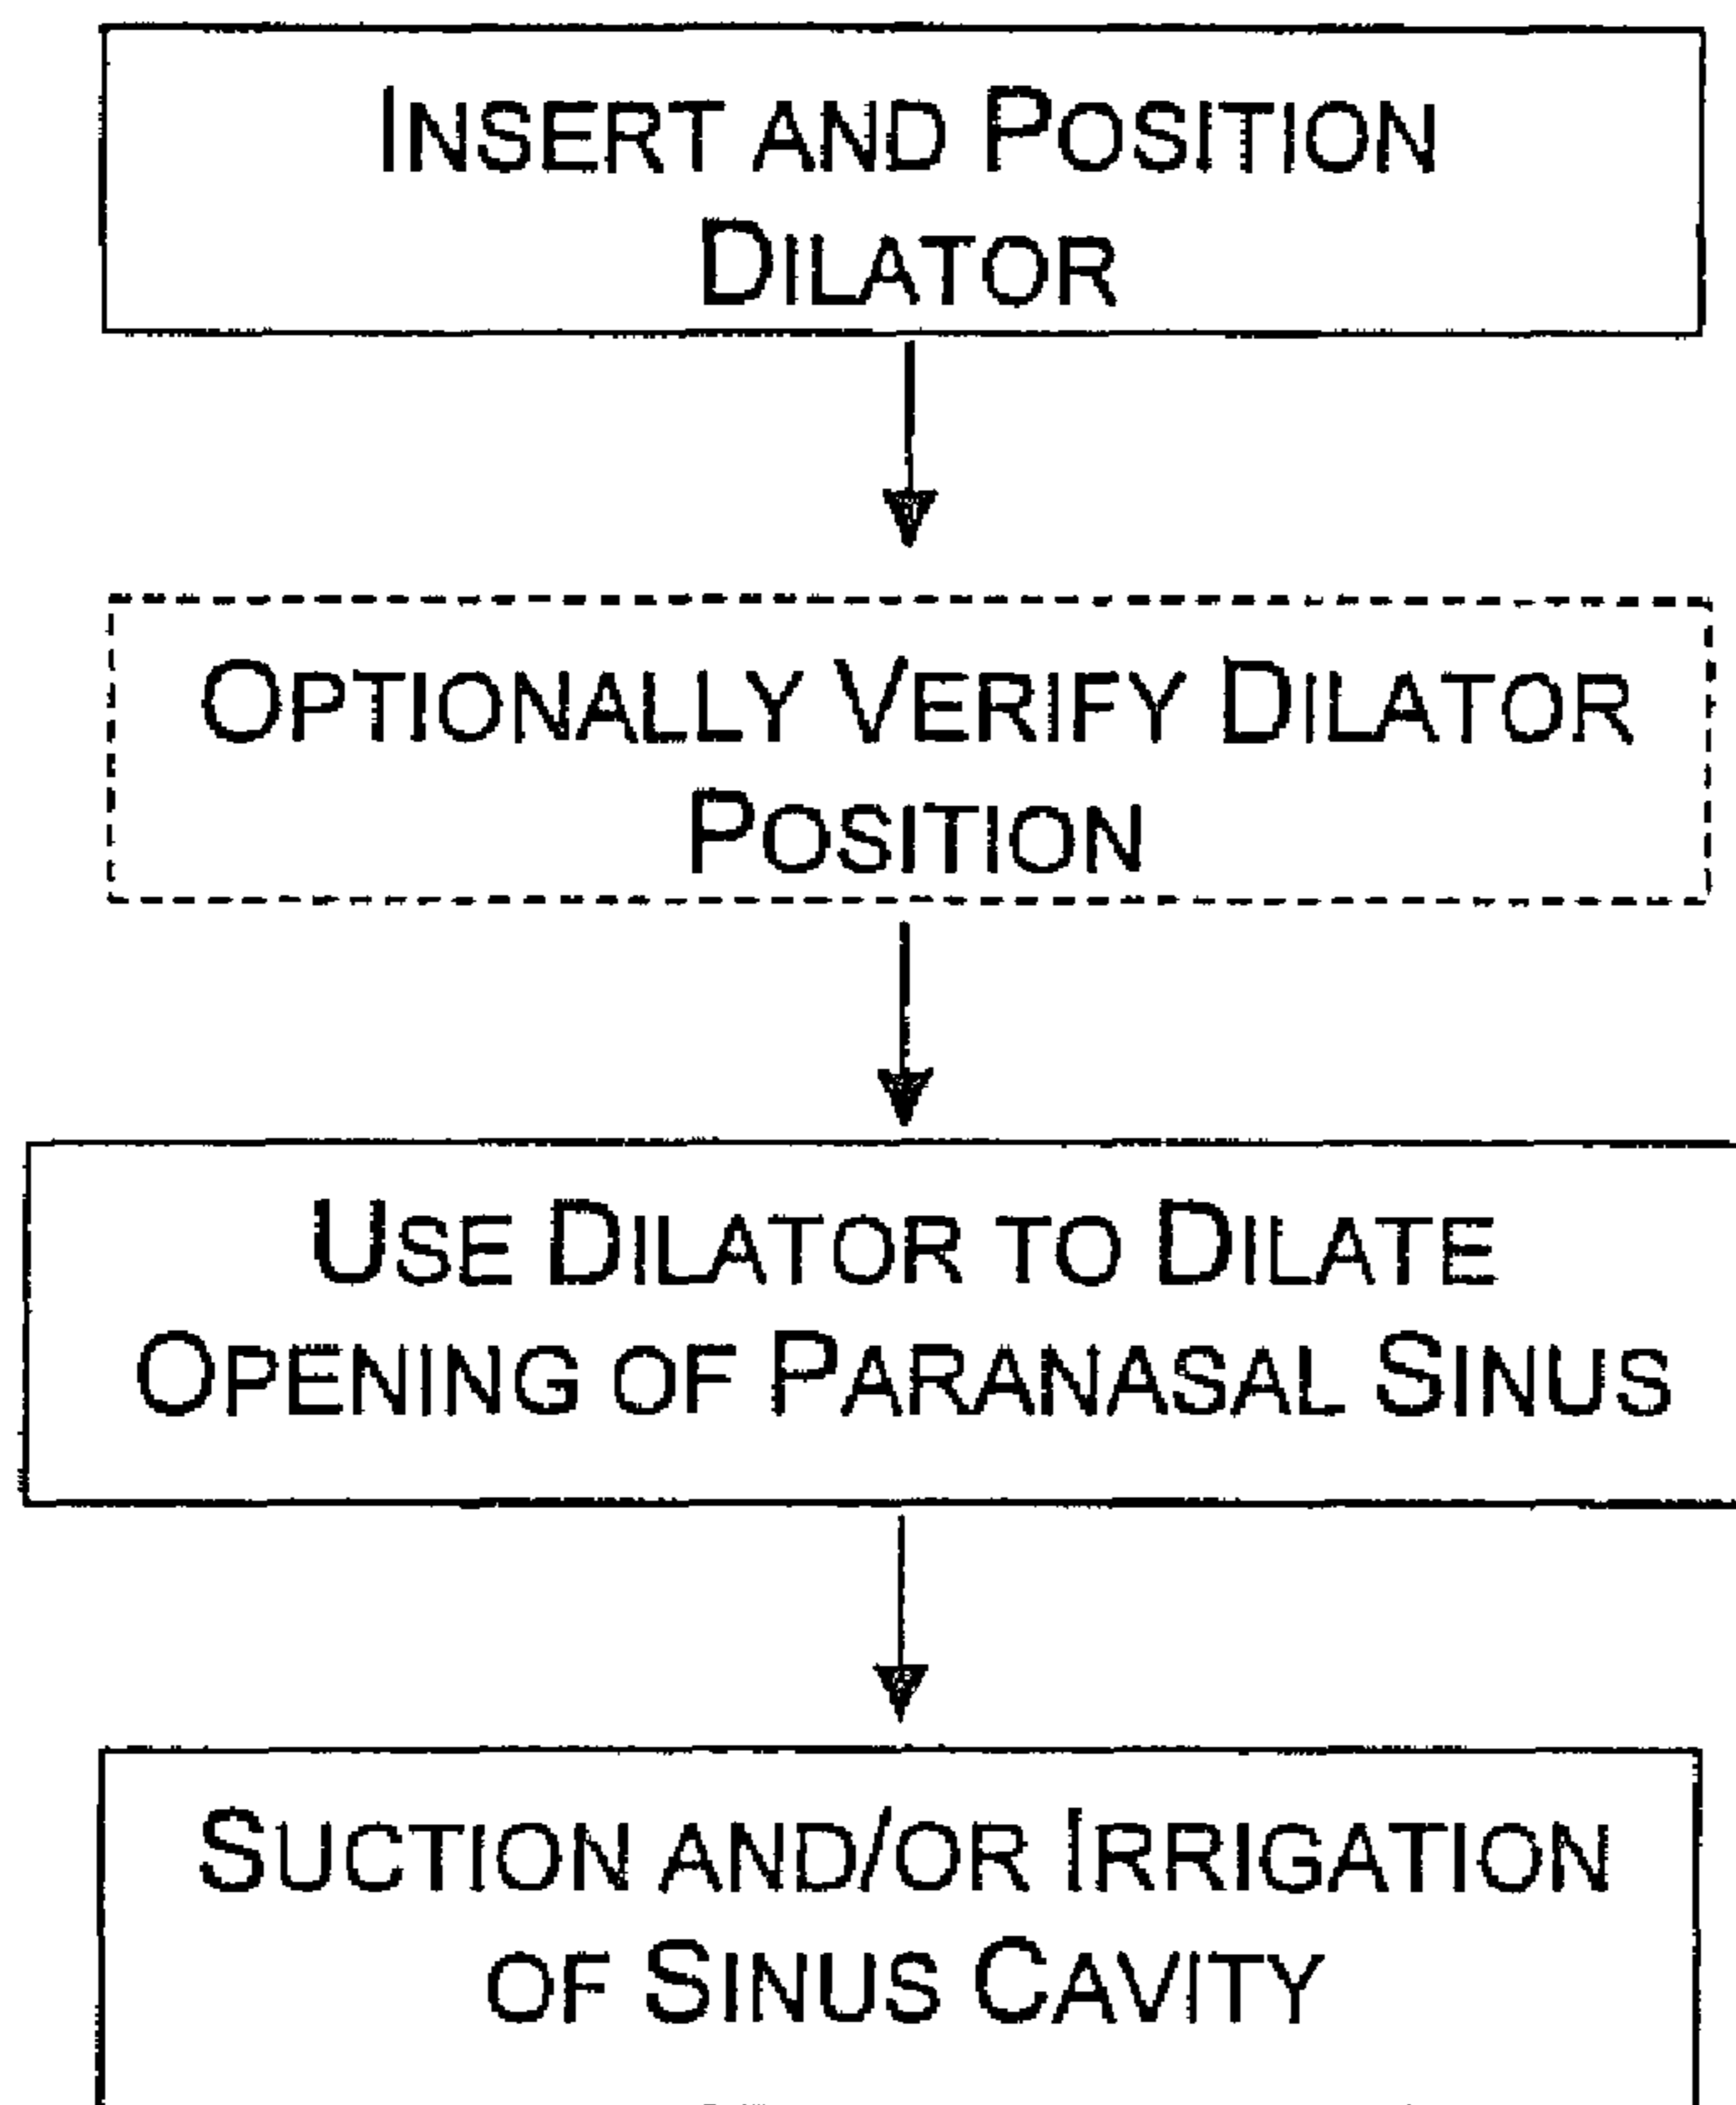 INSERT AND POSITION
DILATOR
OPTIONALLY VERIFY DILATOR
POSITION
USE DILATOR TO DILATE
OPENING OF PARANASAL SINUS
SUCTION AND/OR IRRIGATION
OF SINUS CAVITY